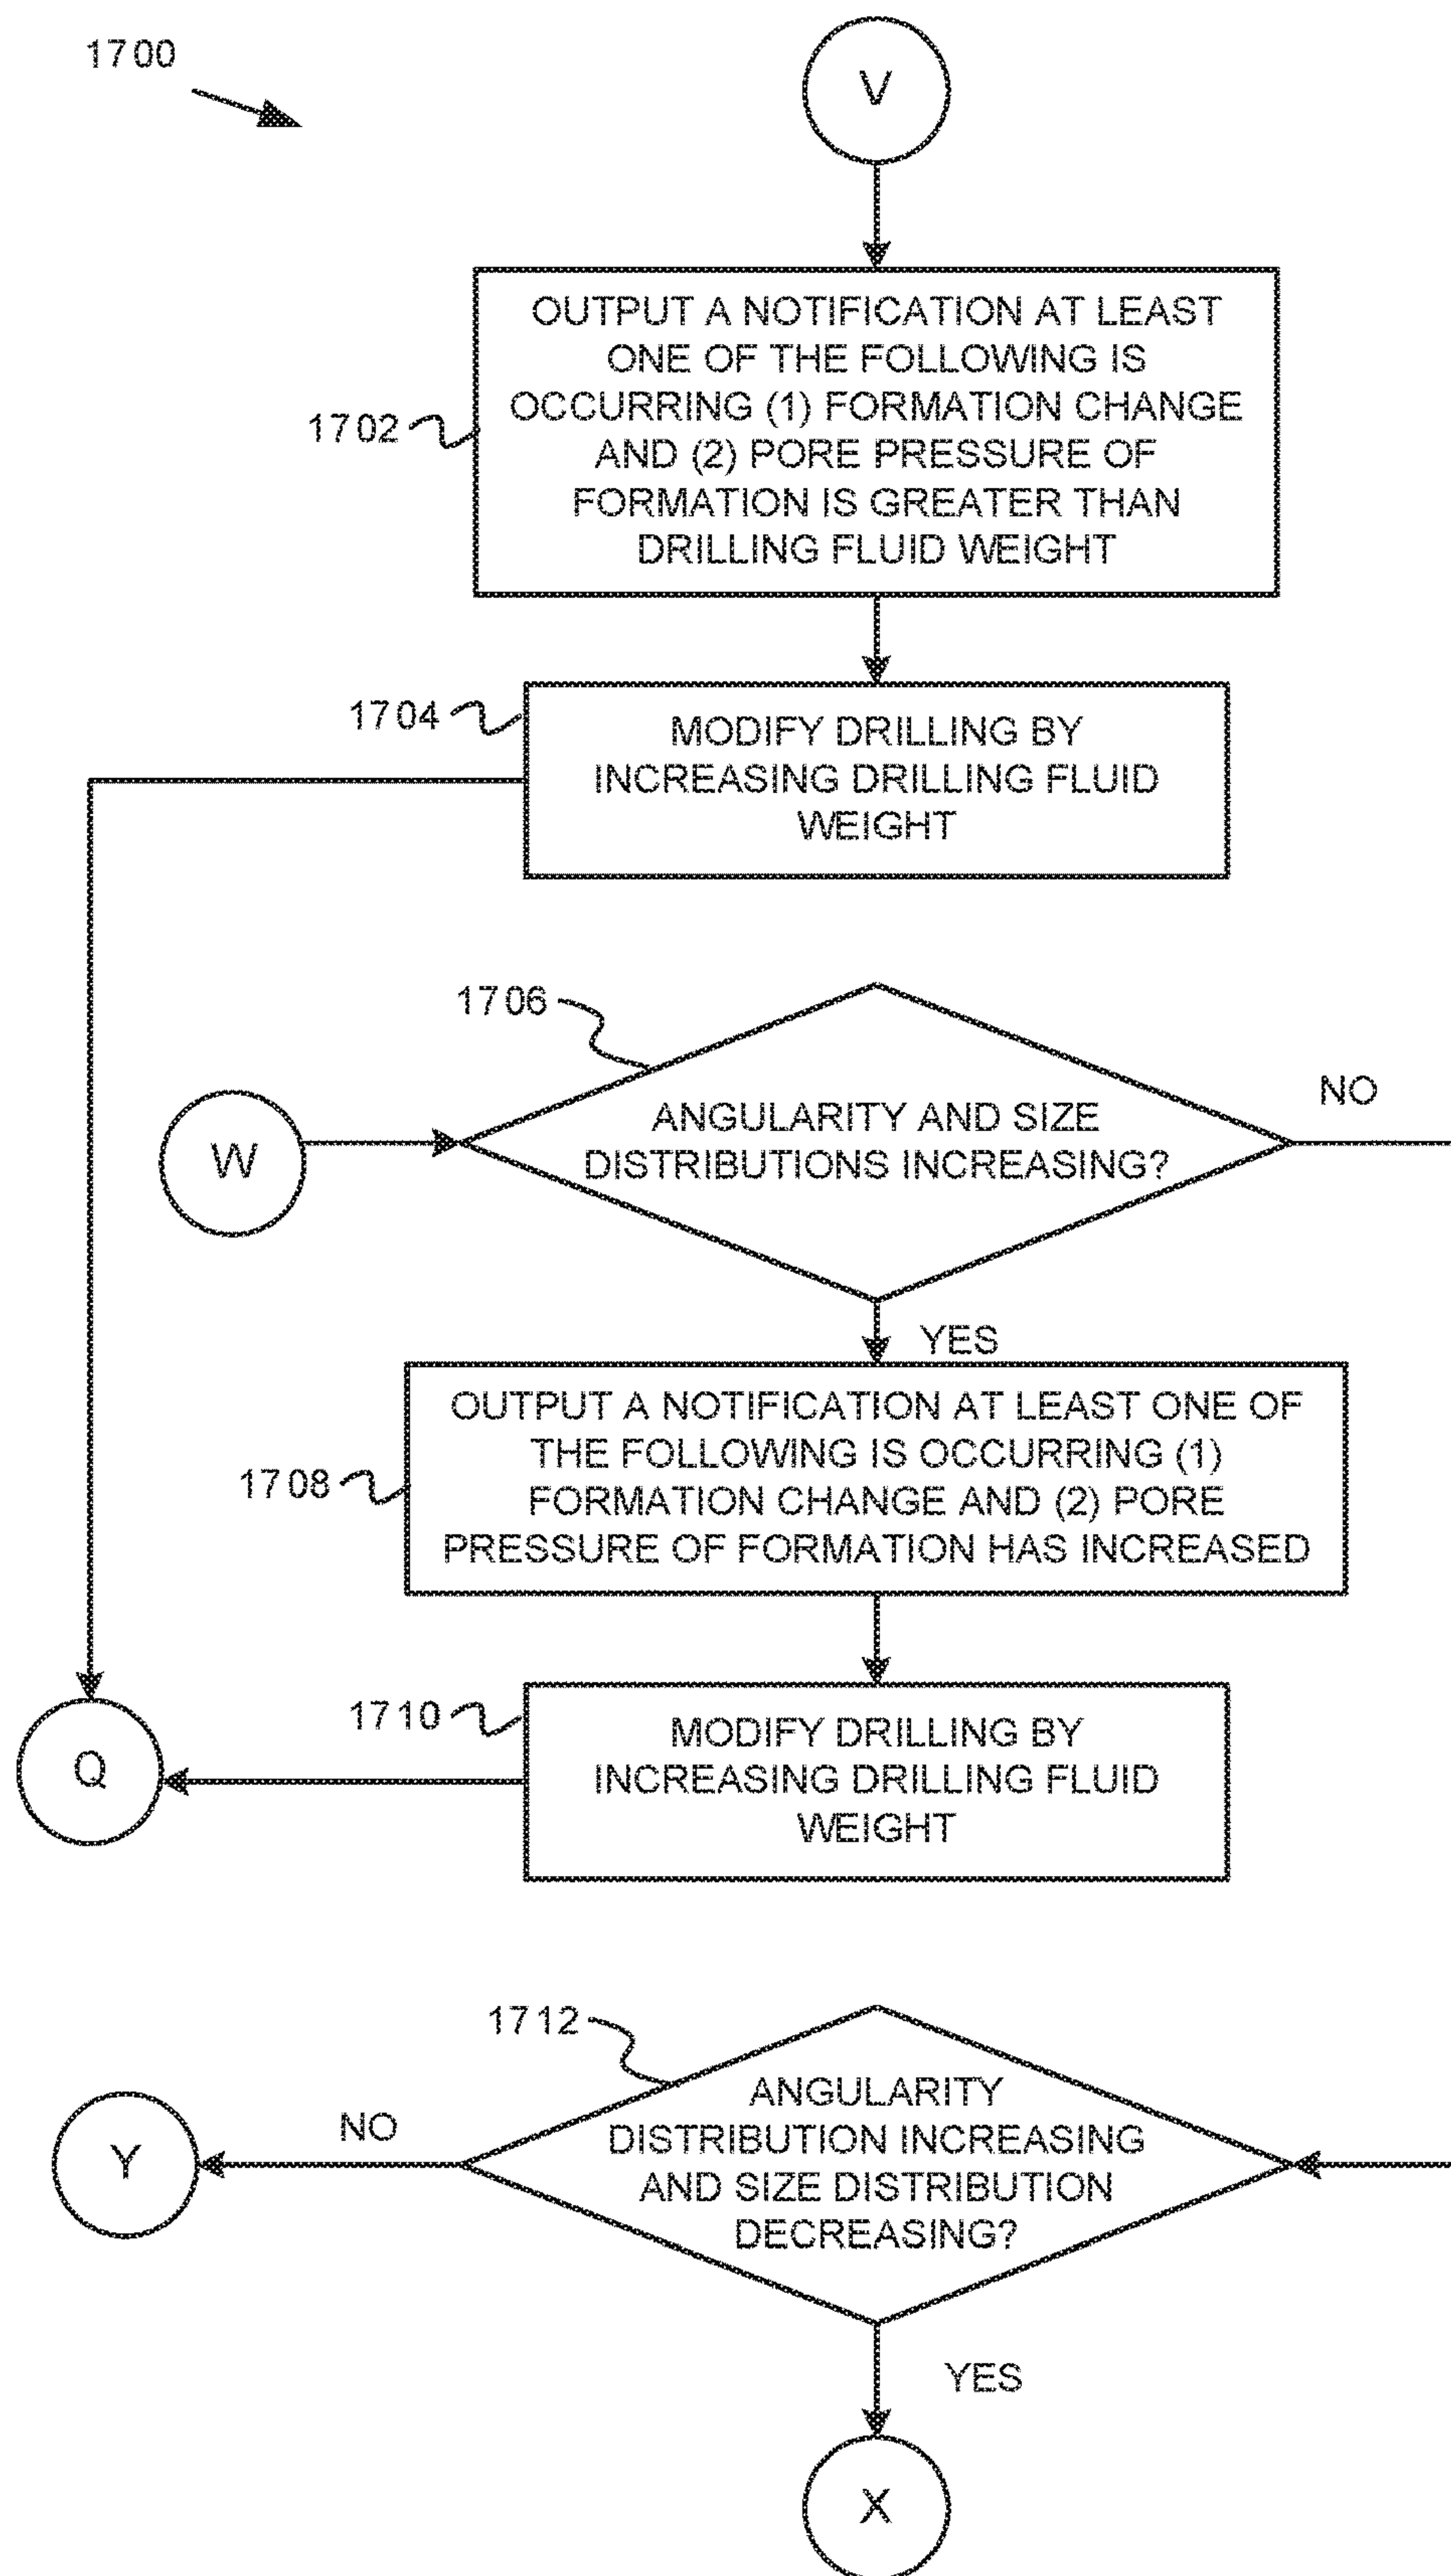 1700
V
1702
OUTPUT A NOTIFICATION AT LEAST
ONE OF THE FOLLOWING IS
OCCURRING (1) FORMATION CHANGE
AND (2) PORE PRESSURE OF
FORMATION IS GREATER THAN
DRILLING FLUID WEIGHT
1704
MODIFY DRILLING BY
INCREASING DRILLING FLUID
WEIGHT
1706
W
ANGULARITY AND SIZE
DISTRIBUTIONS INCREASING?
NO
YES
1708
OUTPUT A NOTIFICATION AT LEAST ONE OF
THE FOLLOWING IS OCCURRING (1)
FORMATION CHANGE AND (2) PORE
PRESSURE OF FORMATION HAS INCREASED
1710
MODIFY DRILLING BY
INCREASING DRILLING FLUID
WEIGHT
Q
1712
ANGULARITY
DISTRIBUTION INCREASING
AND SIZE DISTRIBUTION
DECREASING?
NO
Y
YES
X